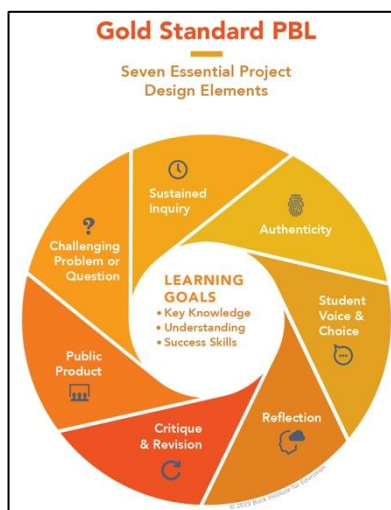 Gold Standard PBL
Seven Essential Project
Design Elements
?
Challenging
Problem or
Question
Sustained
Inquiry
Authenticity
Student
Voice &
Choice
Reflection
Critique
& Revision
Public
Product
LEARNING
GOALS
• Key Knowledge
• Understanding
• Success Skills
© 2019 Buck Institute for Education